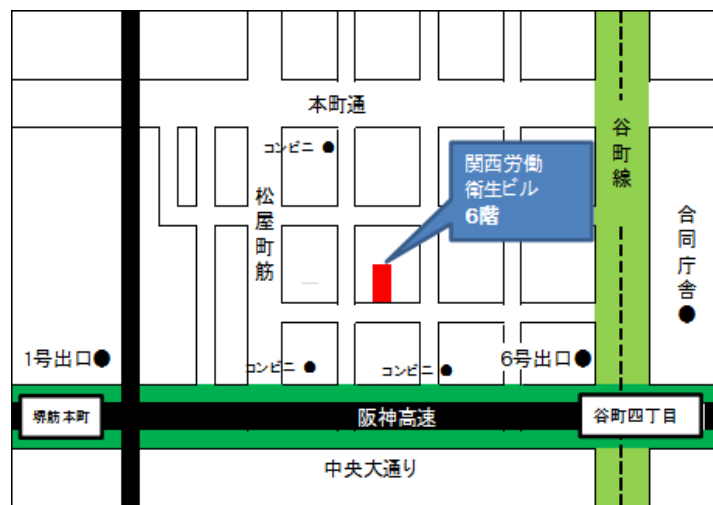 本町通
コンビニ
関西労働
衛生ビル
6階
谷町線
松屋町筋
合同庁舎
1号出口
コンビニ
コンビニ
6号出口
堺筋本町
阪神高速
谷町四丁目
中央大通り